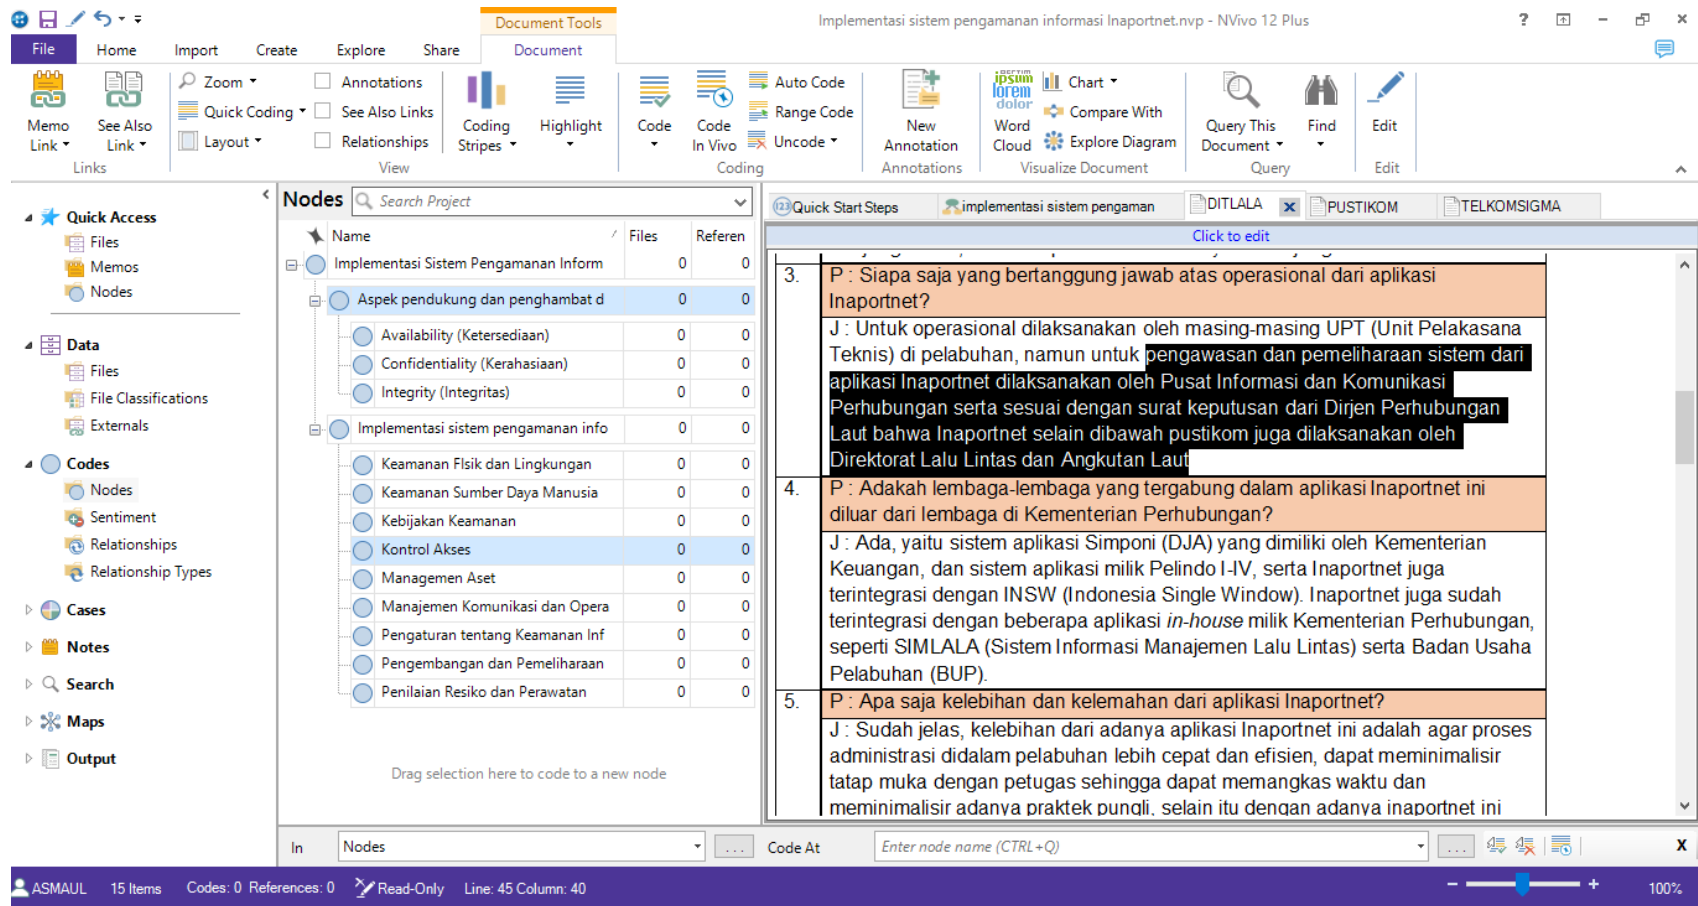 Document Tools
Implementasi sistem pengamanan informasi Inaportnet.nvp - NVivo 12 Plus
File Home Import Create Explore Share Document
Memo Link
See Also Link
Links
Zoom
Quick Coding
Layout
Annotations
See Also Links
Relationships
View
Coding Stripes
Highlight
Code
Code In Vivo
Auto Code
Range Code
Uncode
Coding
New Annotation
Annotations
Word Cloud
Chart
Compare With
Explore Diagram
Visualize Document
Query This Document
Find
Query
Edit
Edit
Quick Access
Files
Memos
Nodes
Data
Files
File Classifications
Externals
Codes
Nodes
Sentiment
Relationships
Relationship Types
Cases
Notes
Search
Maps
Output
Nodes Search Project
Name Files Referen
Implementasi Sistem Pengamanan Inform 0 0
Aspek pendukung dan penghambat d 0 0
Availability (Ketersediaan) 0 0
Confidentiality (Kerahasiaan) 0 0
Integrity (Integritas) 0 0
Implementasi sistem pengamanan info 0 0
Keamanan FIsik dan Lingkungan 0 0
Keamanan Sumber Daya Manusia 0 0
Kebijakan Keamanan 0 0
Kontrol Akses 0 0
Managemen Aset 0 0
Manajemen Komunikasi dan Opera 0 0
Pengaturan tentang Keamanan Inf 0 0
Pengembangan dan Pemeliharaan 0 0
Penilaian Resiko dan Perawatan 0 0
Drag selection here to code to a new node
Quick Start Steps implementasi sistem pengaman DITLALA x PUSTIKOM TELKOMSIGMA
Click to edit
3. P : Siapa saja yang bertanggung jawab atas operasional dari aplikasi
Inaportnet?
J : Untuk operasional dilaksanakan oleh masing-masing UPT (Unit Pelakasana
Teknis) di pelabuhan, namun untuk pengawasan dan pemeliharaan sistem dari
aplikasi Inaportnet dilaksanakan oleh Pusat Informasi dan Komunikasi
Perhubungan serta sesuai dengan surat keputusan dari Dirjen Perhubungan
Laut bahwa Inaportnet selain dibawah pustikom juga dilaksanakan oleh
Direktorat Lalu Lintas dan Angkutan Laut
4. P : Adakah lembaga-lembaga yang tergabung dalam aplikasi Inaportnet ini
diluar dari lembaga di Kementerian Perhubungan?
J : Ada, yaitu sistem aplikasi Simponi (DJA) yang dimiliki oleh Kementerian
Keuangan, dan sistem aplikasi milik Pelindo I-IV, serta Inaportnet juga
terintegrasi dengan INSW (Indonesia Single Window). Inaportnet juga sudah
terintegrasi dengan beberapa aplikasi in-house milik Kementerian Perhubungan,
seperti SIMLALA (Sistem Informasi Manajemen Lalu Lintas) serta Badan Usaha
Pelabuhan (BUP).
5. P : Apa saja kelebihan dan kelemahan dari aplikasi Inaportnet?
J : Sudah jelas, kelebihan dari adanya aplikasi Inaportnet ini adalah agar proses
administrasi didalam pelabuhan lebih cepat dan efisien, dapat meminimalisir
tatap muka dengan petugas sehingga dapat memangkas waktu dan
meminimalisir adanya praktek pungli, selain itu dengan adanya inaportnet ini
In Nodes ... Code At Enter node name (CTRL+Q) ... X
ASMAUL 15 Items Codes: 0 References: 0 Read-Only Line: 45 Column: 40 100%